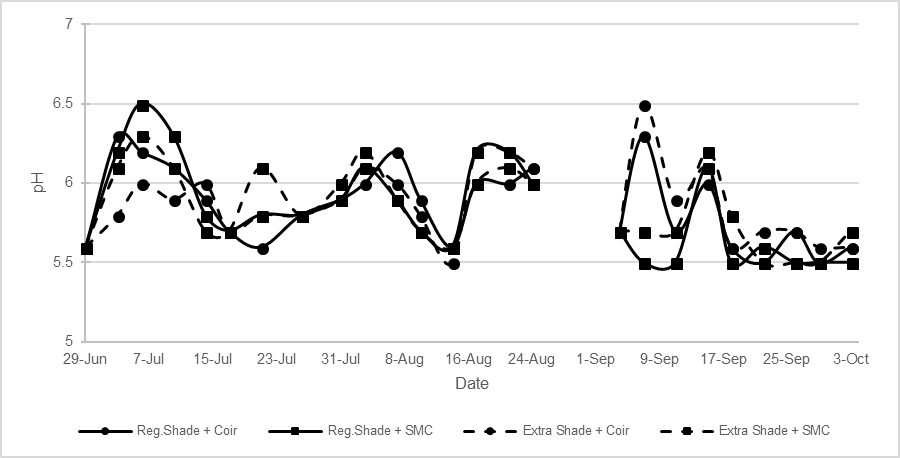 7
6.5
6
5.5
5
pH
29-Jun 7-Jul 15-Jul 23-Jul 31-Jul 8-Aug 16-Aug 24-Aug 1-Sep 9-Sep 17-Sep 25-Sep 3-Oct
Date
Reg.Shade + Coir Reg.Shade + SMC Extra Shade + Coir Extra Shade + SMC